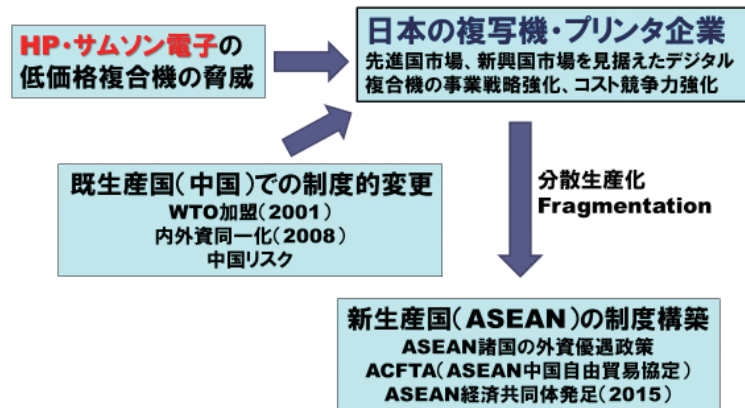 HP・サムソン電子の
低価格複合機の脅威
日本の複写機・プリンタ企業
先進国市場、新興国市場を見据えたデジタル
複合機の事業戦略強化、コスト競争力強化
既生産国(中国)での制度的変更
WTO加盟(2001)
内外資同一化(2008)
中国リスク
分散生産化
Fragmentation
新生産国(ASEAN)の制度構築
ASEAN諸国の外資優遇政策
ACFTA(ASEAN中国自由貿易協定)
ASEAN経済共同体発足(2015)